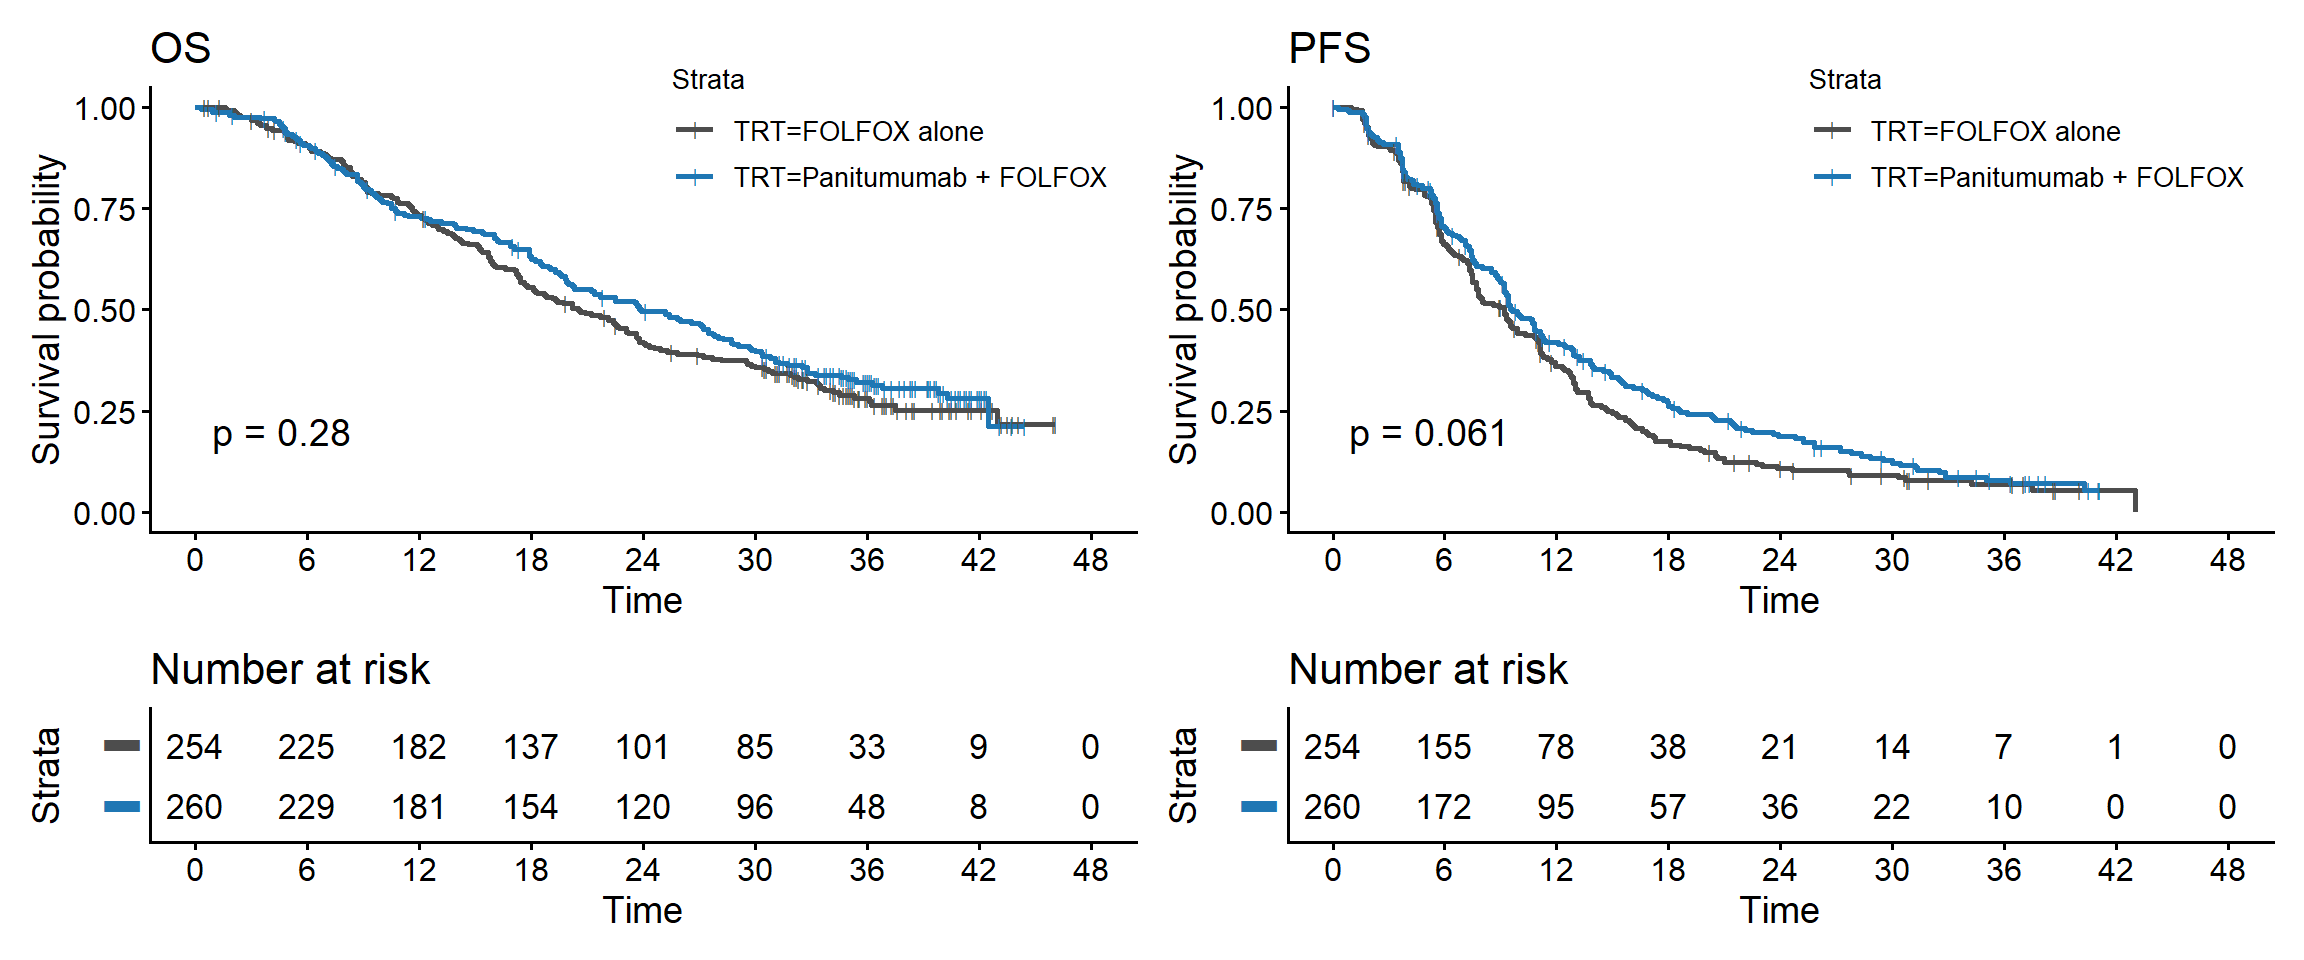 OS
Strata
TRT=FOLFOX alone
TRT=Panitumumab + FOLFOX
1.00
0.75
0.50
0.25
0.00
Survival probability
p = 0.28
0 6 12 18 24 30 36 42 48
Time
Number at risk
Strata
254 225 182 137 101 85 33 9 0
260 229 181 154 120 96 48 8 0
0 6 12 18 24 30 36 42 48
Time
PFS
Strata
TRT=FOLFOX alone
TRT=Panitumumab + FOLFOX
1.00
0.75
0.50
0.25
0.00
Survival probability
p = 0.061
0 6 12 18 24 30 36 42 48
Time
Number at risk
Strata
254 155 78 38 21 14 7 1 0
260 172 95 57 36 22 10 0 0
0 6 12 18 24 30 36 42 48
Time